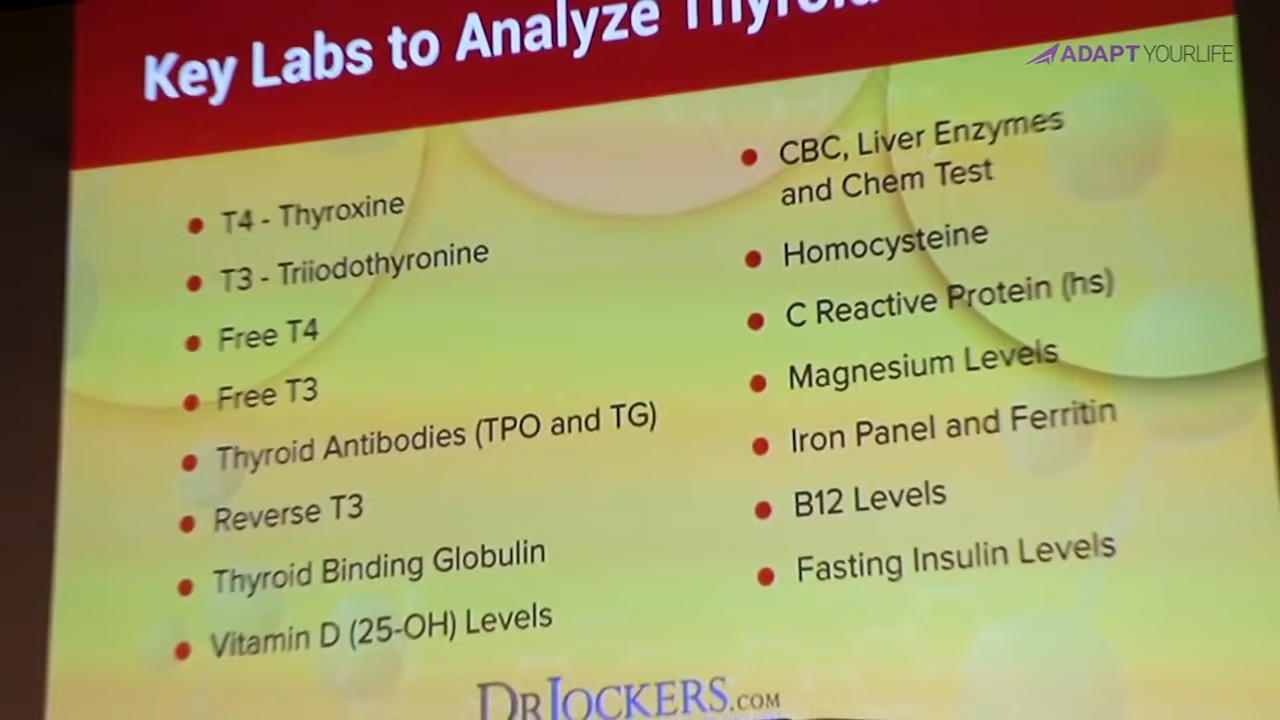 Key Labs to Analyze Thyroid
ADAPTYOURLIFE
T4 - Thyroxine
T3 - Triiodothyronine
Free T4
Free T3
Thyroid Antibodies (TPO and TG)
Reverse T3
Thyroid Binding Globulin
Vitamin D (25-OH) Levels
CBC, Liver Enzymes
and Chem Test
Homocysteine
C Reactive Protein (hs)
Magnesium Levels
Iron Panel and Ferritin
B12 Levels
Fasting Insulin Levels
DRJOCKERS.COM